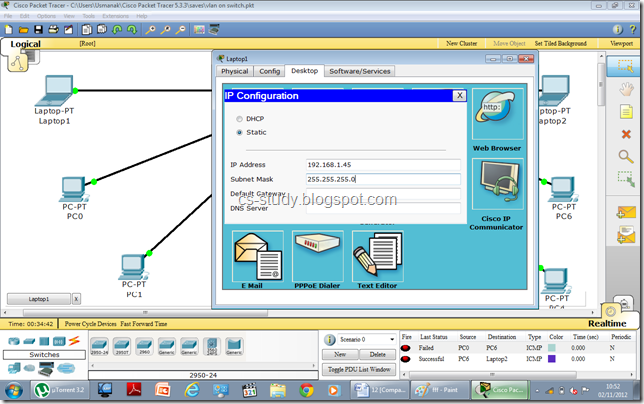 Cisco Packet Tracer - C:\Users\Usmanak\Cisco Packet Tracer 5.3.3\saves\vlan on switch.pkt
File Edit Options View Tools Extensions Help
Logical
[Root]
New Cluster
Move Object
Set Tiled Background
Viewport
Laptop1
Physical
Config
Desktop
Software/Services
IP Configuration
X
DHCP
Static
IP Address
192.168.1.45
Subnet Mask
255.255.255.0
Default Gateway
DNS Server
cs-study.blogspot.com
http:
Web Browser
Cisco IP
Communicator
E Mail
PPPoE Dialer
Text Editor
Laptop-PT
Laptop1
PC-PT
PC0
PC-PT
PC1
ptop-PT
aptop2
PC-PT
PC6
PC-PT
PC4
Laptop1
X
Time: 00:34:42
Power Cycle Devices Fast Forward Time
Realtime
Switches
2950-24
2950T
2960
Generic
Generic
Generic
2950-24
Scenario 0
New
Delete
Toggle PDU List Window
Fire Last Status Source Destination Type Color Time (sec) Periodic
Failed PC0 PC6 ICMP 0.000 N
Successful PC6 Laptop2 ICMP 0.000 N
µTorrent 3.2
12 [Compa...
fff - Paint
Cisco Pac...
10:52
02/11/2012